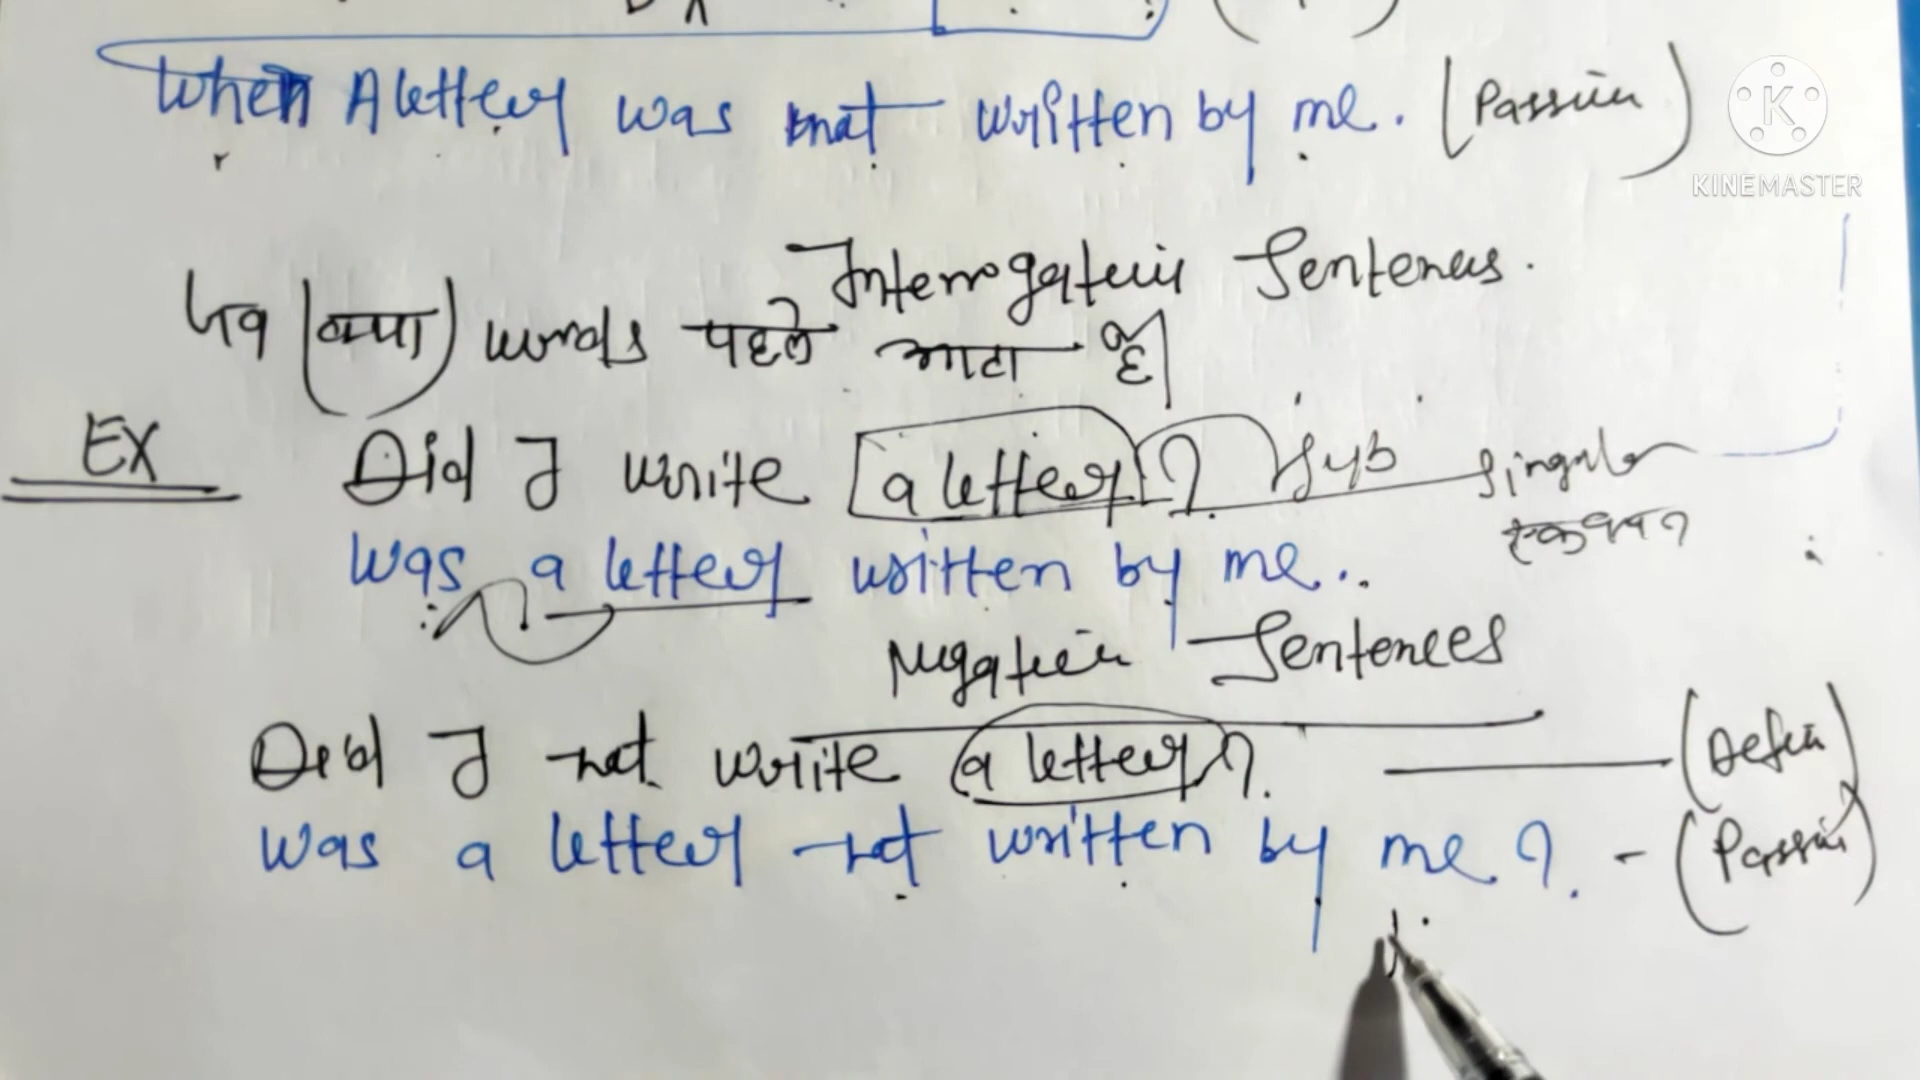 When A letter was not written by me. (Passive)
KINEMASTER
Interrogative Sentences.
जब (क्या) words पहले आता है।
EX Did I write a letter? Sub Singular
एकवचन
Was a letter written by me..
Negative Sentences
Did I not write a letter?
Was a letter not written by me? - (Passive)